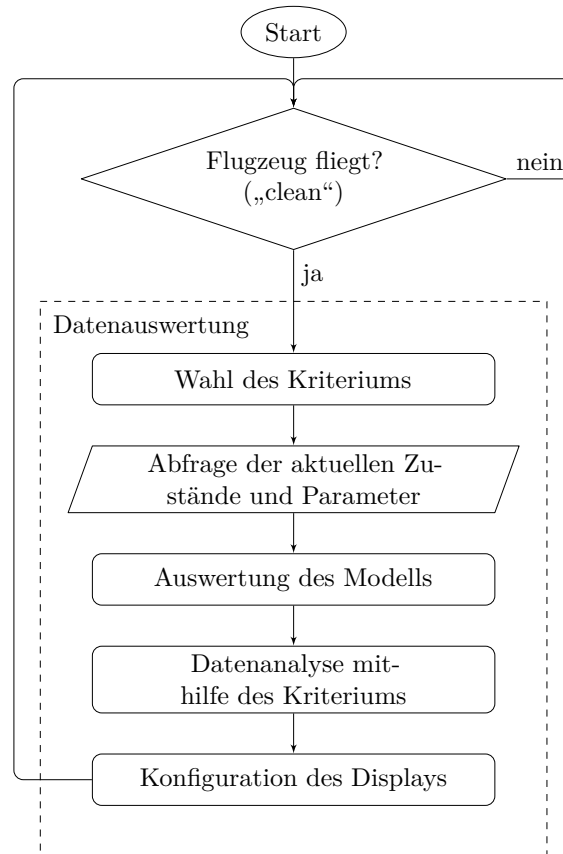 Start
Flugzeug fliegt?
(„clean“)
nein
ja
Datenauswertung
Wahl des Kriteriums
Abfrage der aktuellen Zu-
stände und Parameter
Auswertung des Modells
Datenanalyse mit-
hilfe des Kriteriums
Konfiguration des Displays